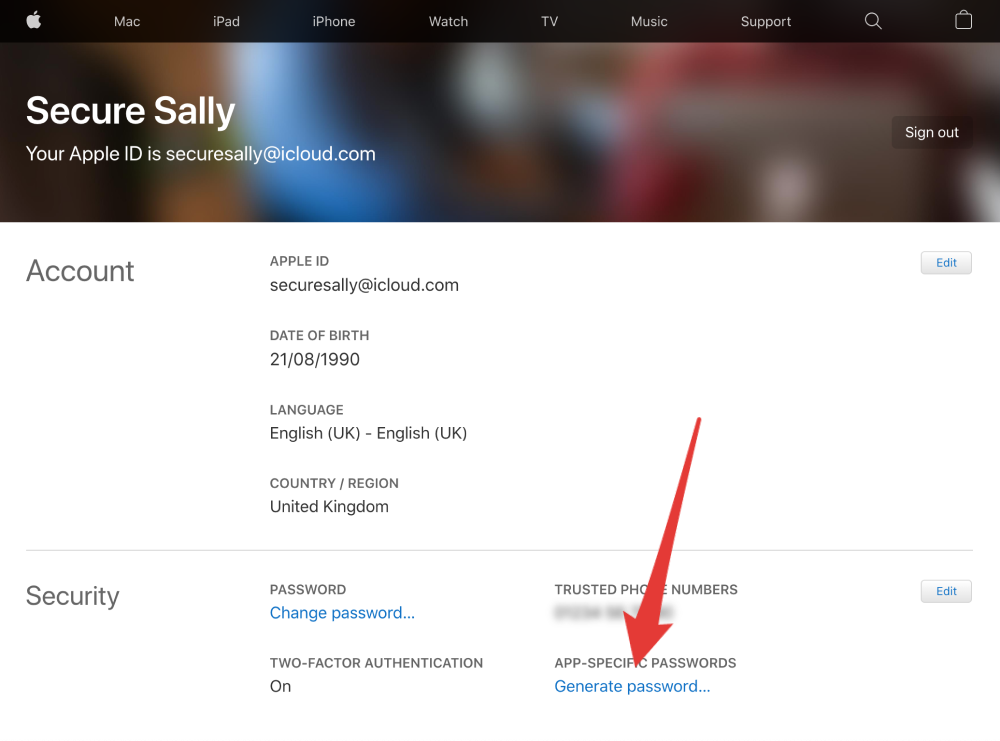 Mac iPad iPhone Watch TV Music Support
Secure Sally
Sign out
Your Apple ID is securesally@icloud.com
Account
APPLE ID
Edit
securesally@icloud.com
DATE OF BIRTH
21/08/1990
LANGUAGE
English (UK) - English (UK)
COUNTRY / REGION
United Kingdom
Security
PASSWORD
Change password...
TRUSTED PHONE NUMBERS
Edit
TWO-FACTOR AUTHENTICATION
On
APP-SPECIFIC PASSWORDS
Generate password...